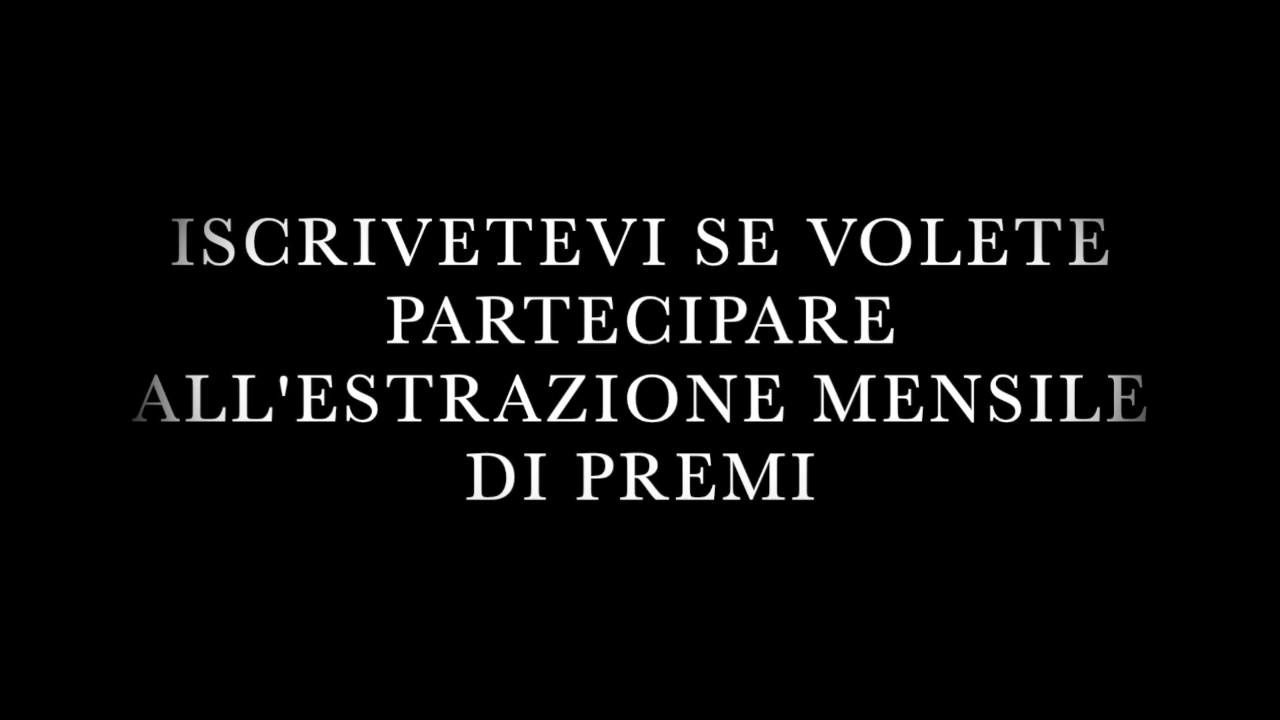 ISCRIVETEVI SE VOLETE
PARTECIPARE
ALL'ESTRAZIONE MENSILE
DI PREMI